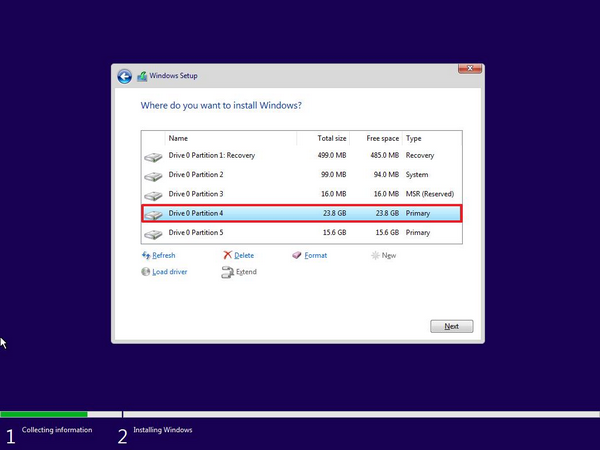 Windows Setup
Where do you want to install Windows?
Name Total size Free space Type
Drive 0 Partition 1: Recovery 499.0 MB 485.0 MB Recovery
Drive 0 Partition 2 99.0 MB 94.0 MB System
Drive 0 Partition 3 16.0 MB 16.0 MB MSR (Reserved)
Drive 0 Partition 4 23.8 GB 23.8 GB Primary
Drive 0 Partition 5 15.6 GB 15.6 GB Primary
Refresh Delete Format New
Load driver Extend
Next
1 Collecting information 2 Installing Windows